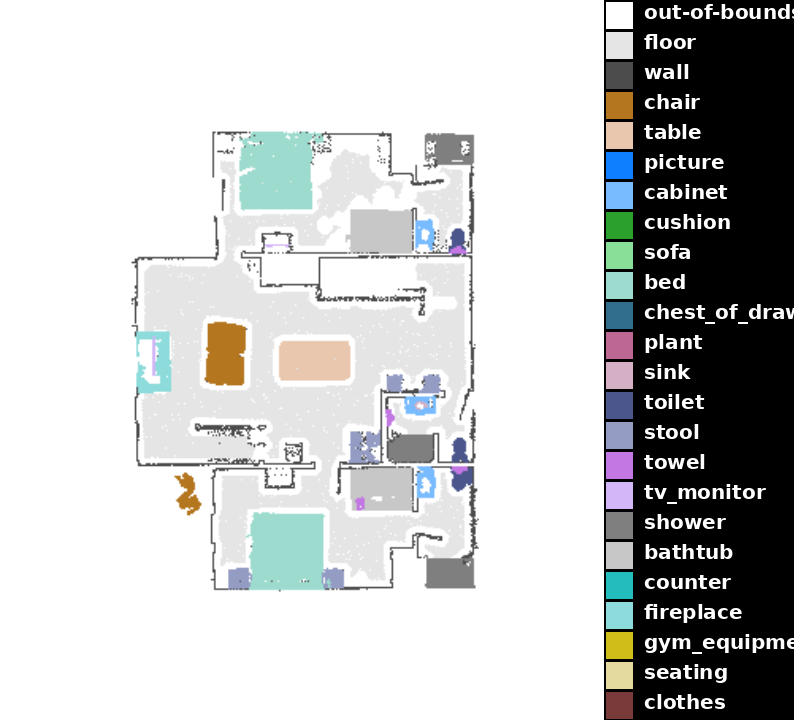 out-of-bounds
floor
wall
chair
table
picture
cabinet
cushion
sofa
bed
chest_of_draw
plant
sink
toilet
stool
towel
tv_monitor
shower
bathtub
counter
fireplace
gym_equipme
seating
clothes